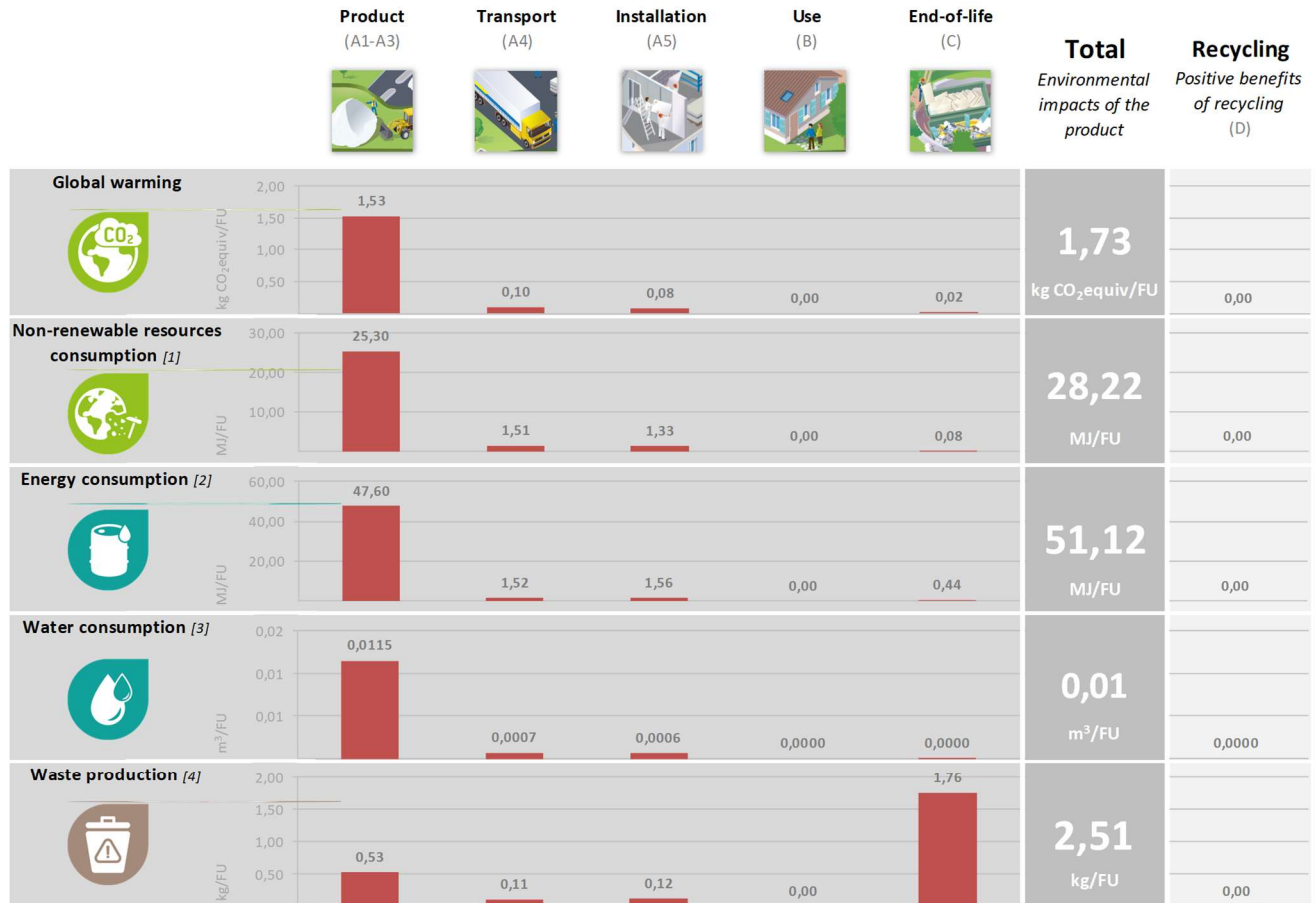 Product
(A1-A3)
Transport
(A4)
Installation
(A5)
Use
(B)
End-of-life
(C)
Total
Environmental
impacts of the
product
Recycling
Positive benefits
of recycling
(D)
Global warming
CO2
kg CO2equiv/FU
2,00
1,50
1,00
0,50
1,53
0,10
0,08
0,00
0,02
1,73
kg CO2equiv/FU
0,00
Non-renewable resources
consumption [1]
MJ/FU
30,00
20,00
10,00
25,30
1,51
1,33
0,00
0,08
28,22
MJ/FU
0,00
Energy consumption [2]
MJ/FU
60,00
40,00
20,00
47,60
1,52
1,56
0,00
0,44
51,12
MJ/FU
0,00
Water consumption [3]
m³/FU
0,02
0,01
0,01
0,0115
0,0007
0,0006
0,0000
0,0000
0,01
m³/FU
0,0000
Waste production [4]
kg/FU
2,00
1,50
1,00
0,50
0,53
0,11
0,12
0,00
1,76
2,51
kg/FU
0,00